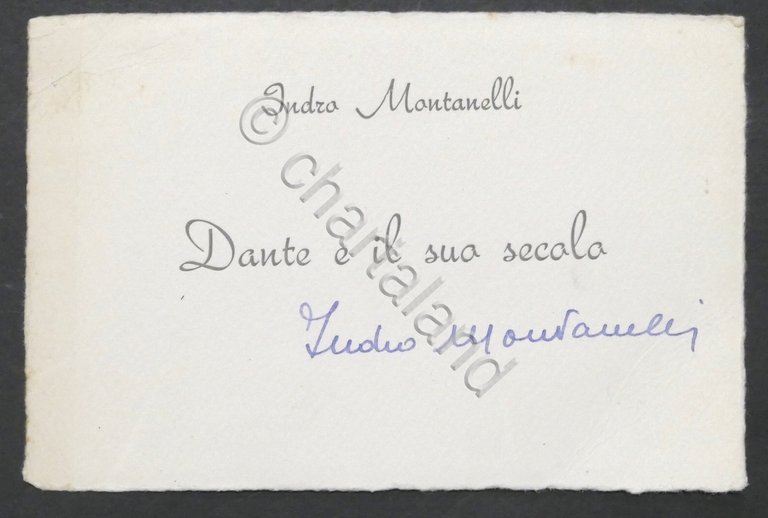 Indro Montanelli
Dante e il suo secolo
Indro Montanelli
© chartaland